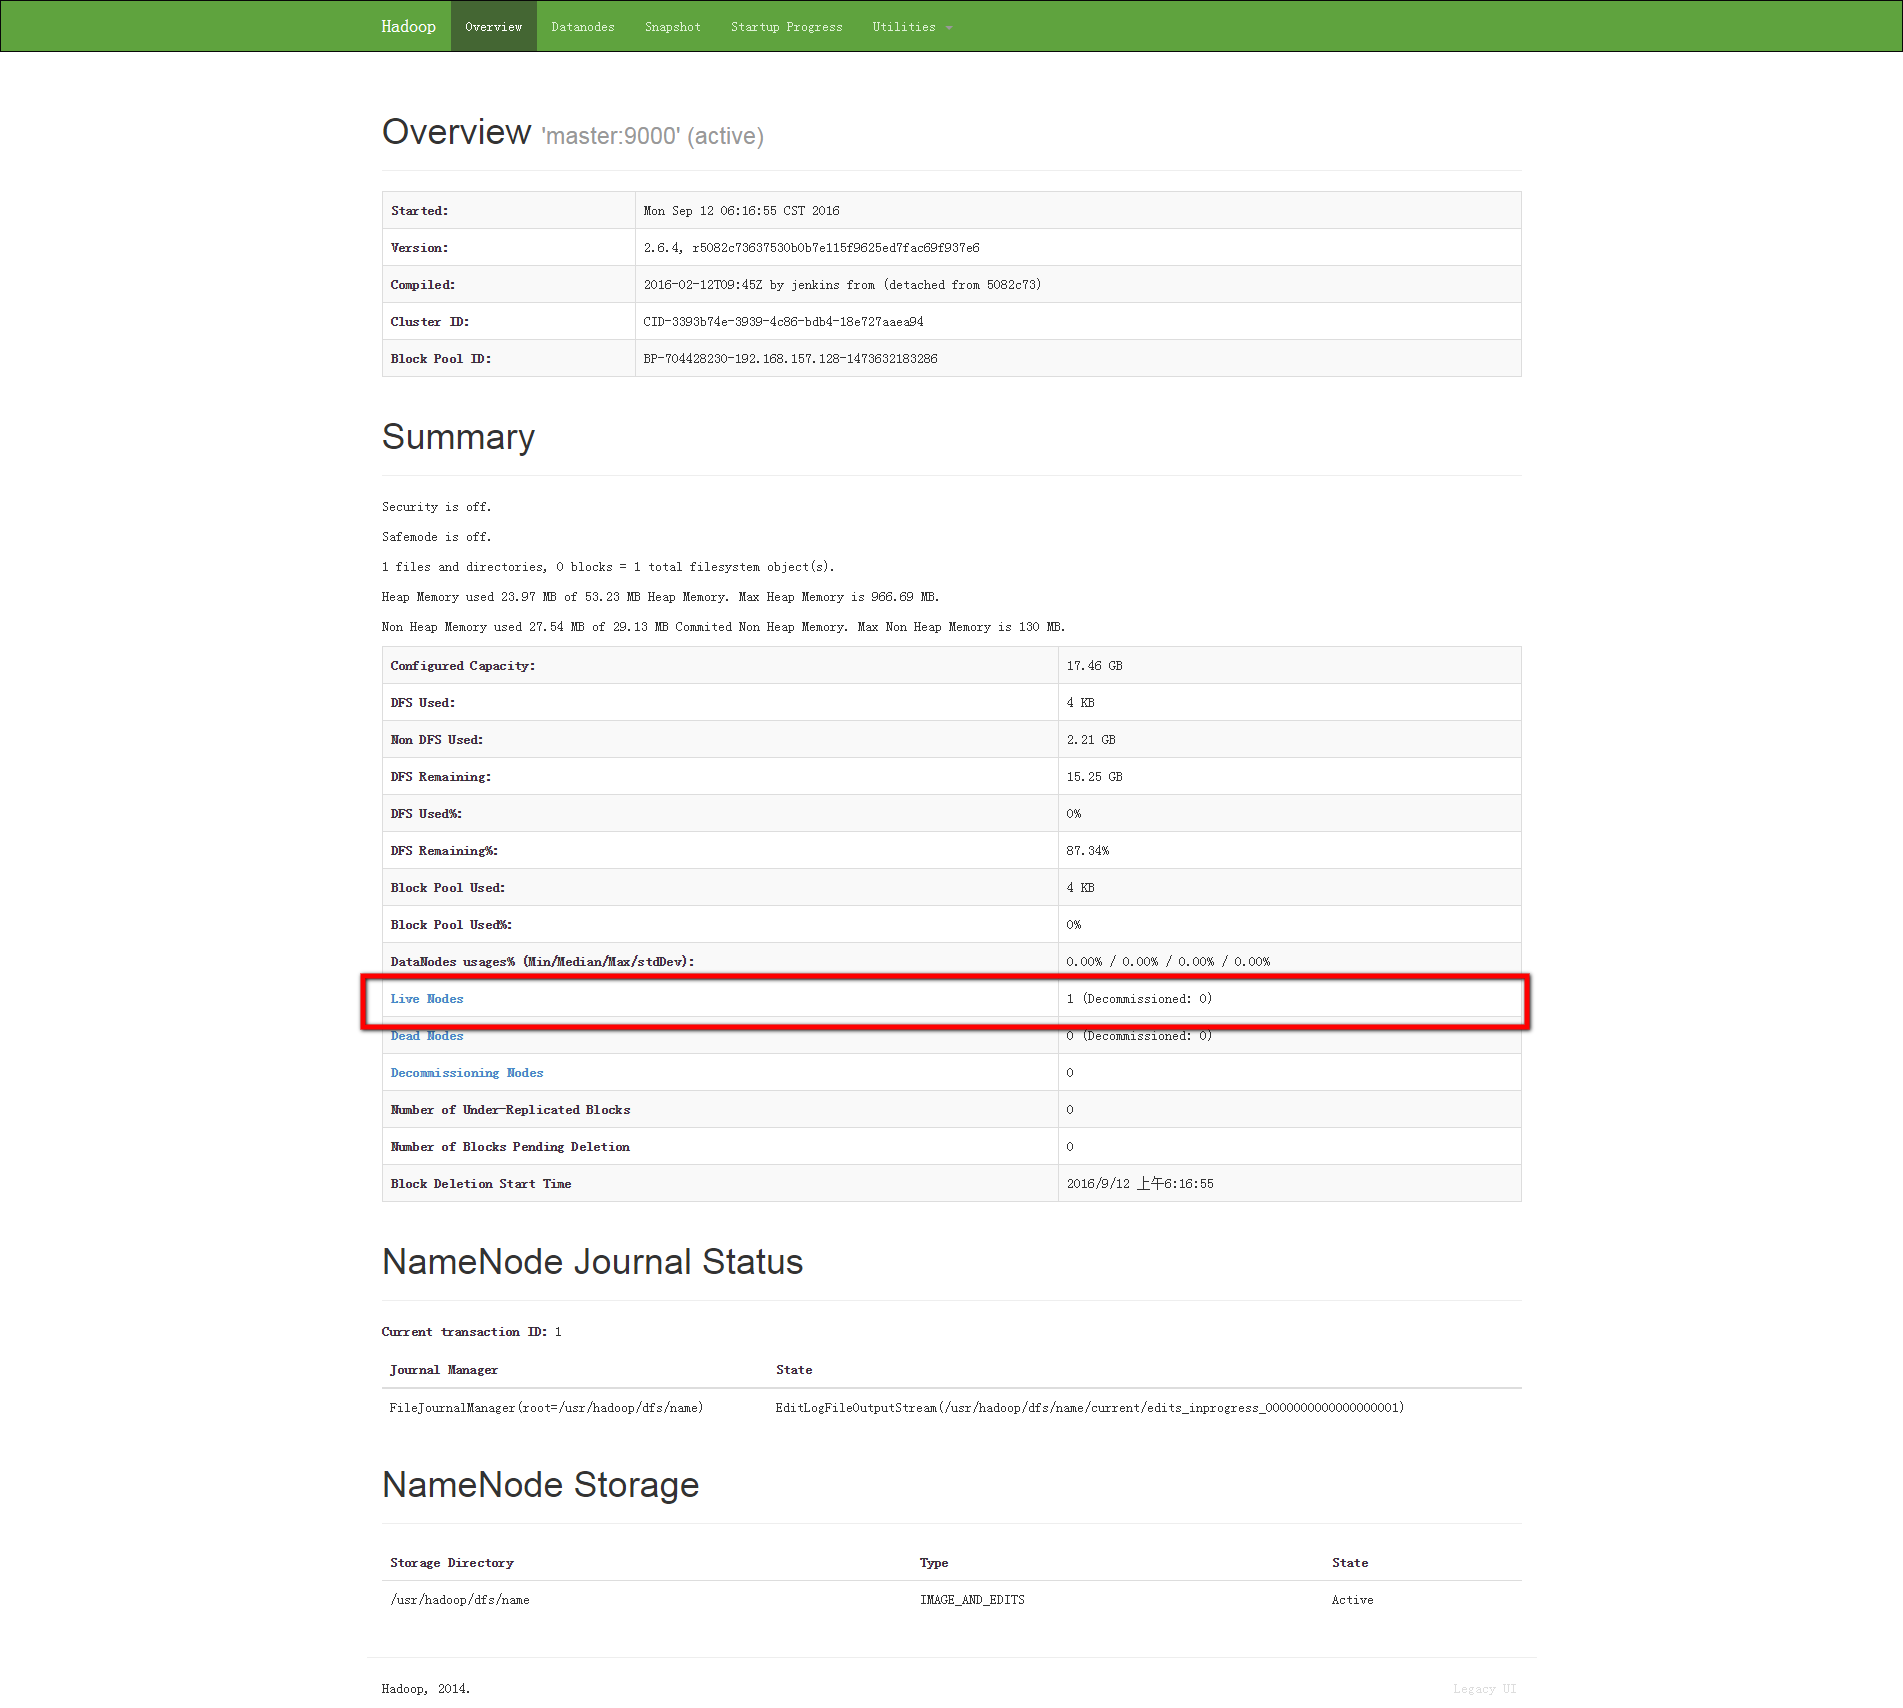 Hadoop Overview Datanodes Snapshot Startup Progress Utilities
Overview 'master:9000' (active)
Started: Mon Sep 12 06:16:55 CST 2016
Version: 2.6.4, r5082c73637530b0b7e115f9625ed7fac69f937e6
Compiled: 2016-02-12T09:45Z by jenkins from (detached from 5082c73)
Cluster ID: CID-3393b74e-3939-4c86-bdb4-18e727aaea94
Block Pool ID: BP-704428230-192.168.157.128-1473632183286
Summary
Security is off.
Safemode is off.
1 files and directories, 0 blocks = 1 total filesystem object(s).
Heap Memory used 23.97 MB of 53.23 MB Heap Memory. Max Heap Memory is 966.69 MB.
Non Heap Memory used 27.54 MB of 29.13 MB Commited Non Heap Memory. Max Non Heap Memory is 130 MB.
Configured Capacity: 17.46 GB
DFS Used: 4 KB
Non DFS Used: 2.21 GB
DFS Remaining: 15.25 GB
DFS Used%: 0%
DFS Remaining%: 87.34%
Block Pool Used: 4 KB
Block Pool Used%: 0%
DataNodes usages% (Min/Median/Max/stdDev): 0.00% / 0.00% / 0.00% / 0.00%
Live Nodes 1 (Decommissioned: 0)
Dead Nodes 0 (Decommissioned: 0)
Decommissioning Nodes 0
Number of Under-Replicated Blocks 0
Number of Blocks Pending Deletion 0
Block Deletion Start Time 2016/9/12 上午6:16:55
NameNode Journal Status
Current transaction ID: 1
Journal Manager State
FileJournalManager(root=/usr/hadoop/dfs/name) EditLogFileOutputStream(/usr/hadoop/dfs/name/current/edits_inprogress_0000000000000000001)
NameNode Storage
Storage Directory Type State
/usr/hadoop/dfs/name IMAGE_AND_EDITS Active
Hadoop, 2014. Legacy UI